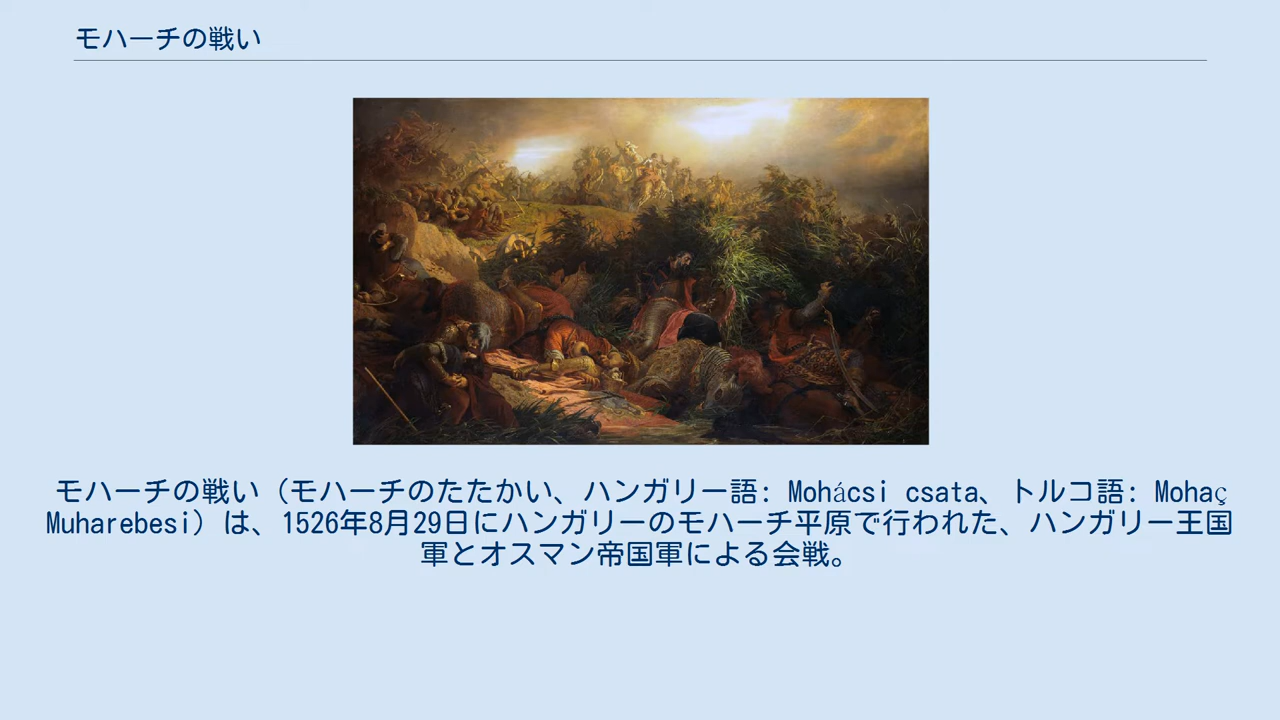 モハーチの戦い
モハーチの戦い（モハーチのたたかい、ハンガリー語: Mohácsi csata、トルコ語: Mohaç
Muharebesi）は、1526年8月29日にハンガリーのモハーチ平原で行われた、ハンガリー王国
軍とオスマン帝国軍による会戦。